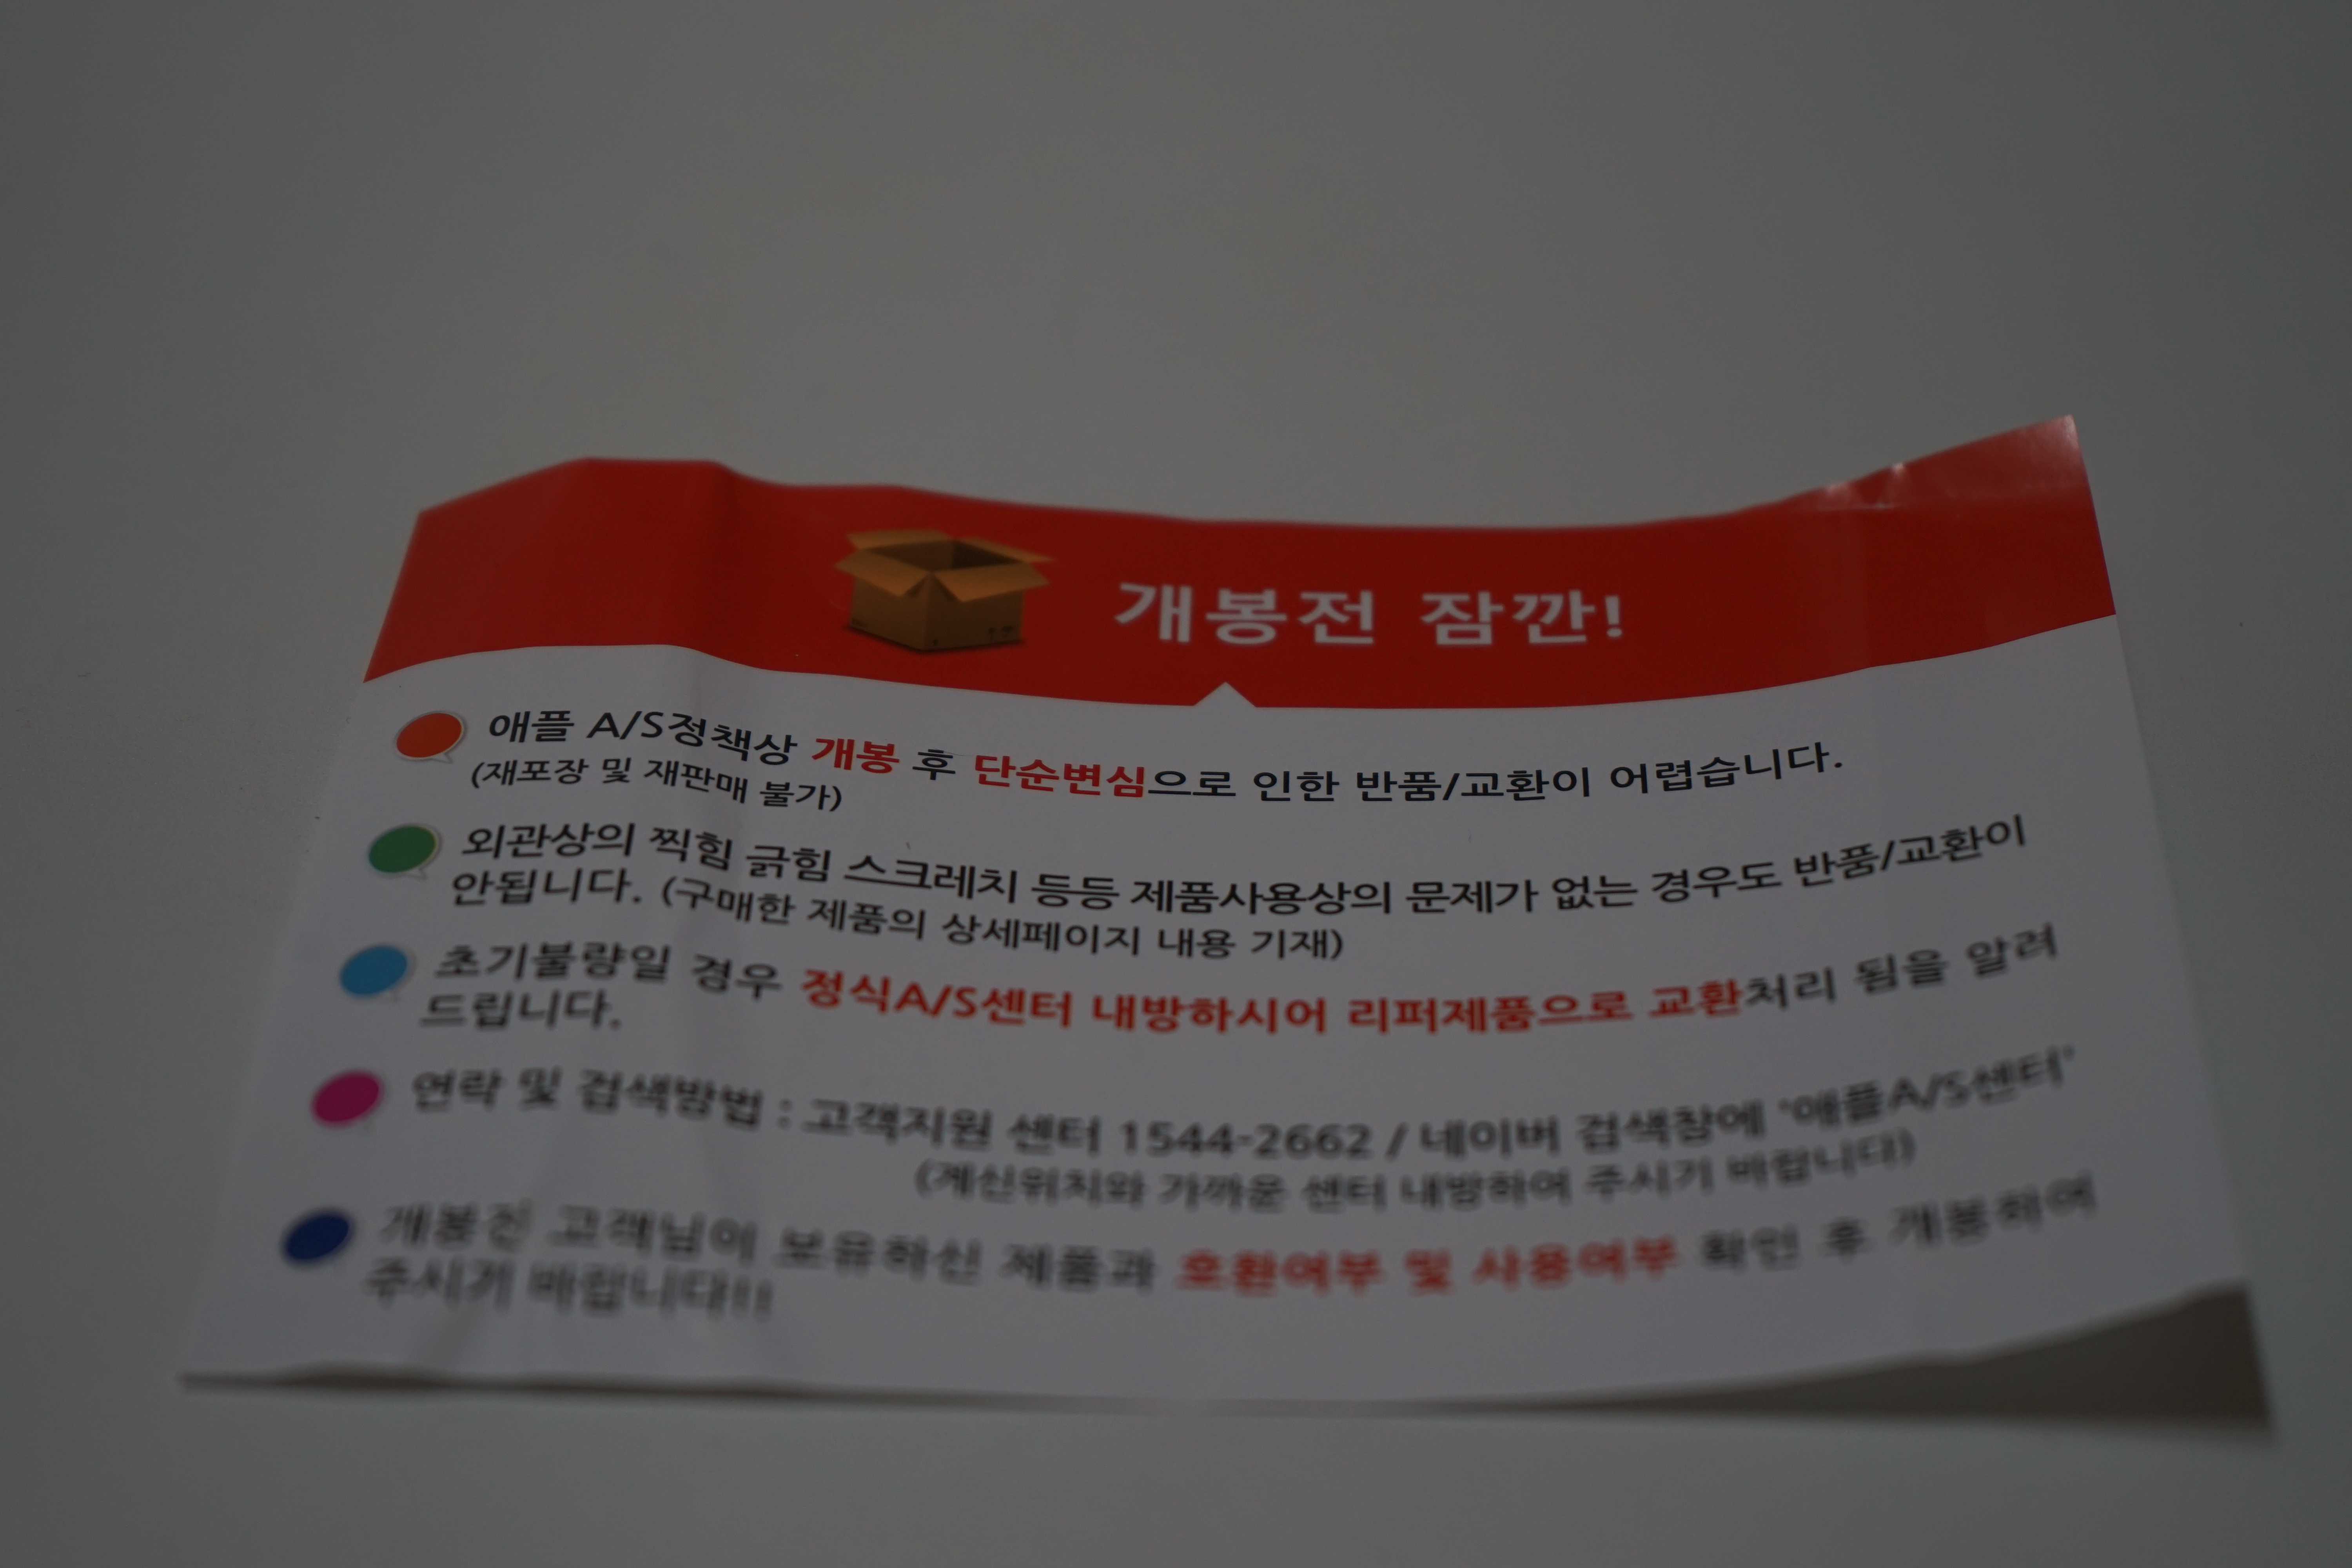 개봉전 잠깐!
애플 A/S정책상 개봉 후 단순변심으로 인한 반품/교환이 어렵습니다.
(재포장 및 재판매 불가)
외관상의 찍힘 긁힘 스크레치 등등 제품사용상의 문제가 없는 경우도 반품/교환이
안됩니다. (구매한 제품의 상세페이지 내용 기재)
초기불량일 경우 정식A/S센터 내방하시어 리퍼제품으로 교환처리 됨을 알려
드립니다.
연락 및 검색방법 : 고객지원 센터 1544-2662 / 네이버 검색창에 '애플A/S센터'
(계신위치와 가까운 센터 내방하여 주시기 바랍니다)
개봉전 고객님이 보유하신 제품과 호환여부 및 사용여부 확인 후 개봉하여
주시기 바랍니다!!